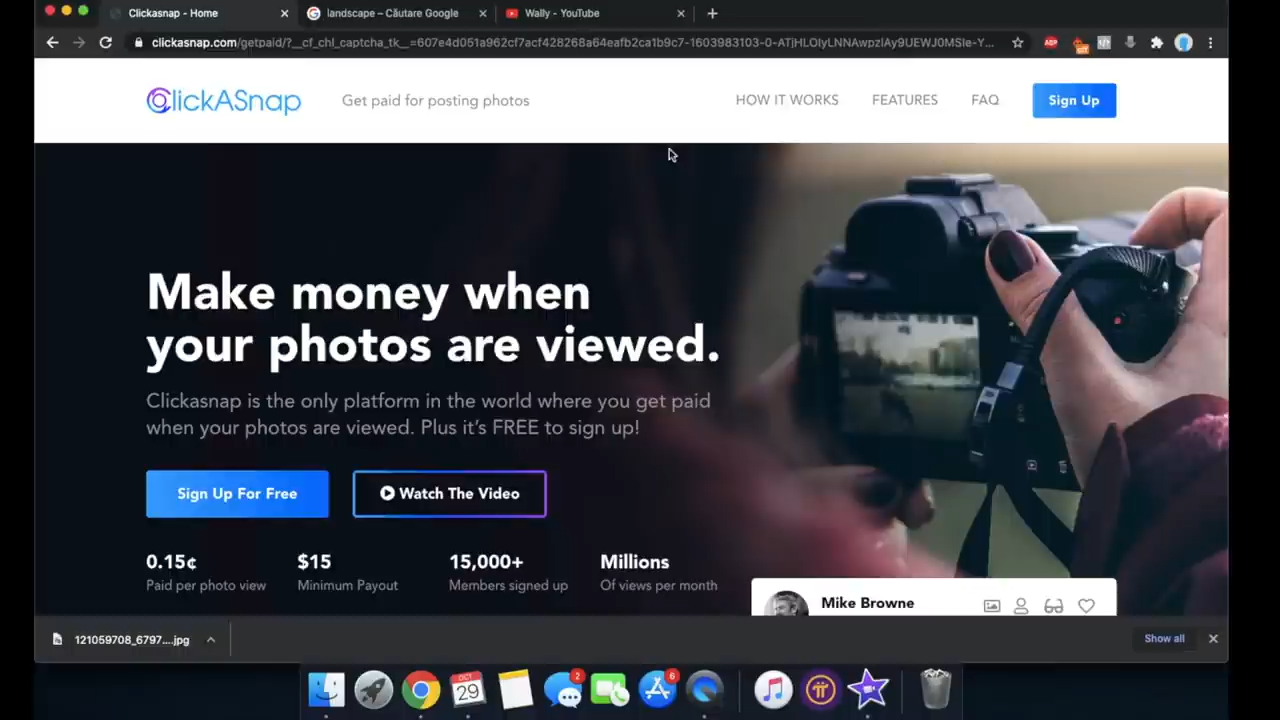 Clickasnap - Home
landscape – Căutare Google
Wally - YouTube
clickasnap.com/getpaid/?__cf_chl_captcha_tk__=607e4d051a962cf7acf428268a64eafb2ca1b9c7-1603983103-0-ATjHLOlyLNNAwpzlAy9UEWJ0MSIe-Y...
ABP
ClickASnap
Get paid for posting photos
HOW IT WORKS
FEATURES
FAQ
Sign Up
Make money when
your photos are viewed.
Clickasnap is the only platform in the world where you get paid
when your photos are viewed. Plus it's FREE to sign up!
Sign Up For Free
Watch The Video
0.15¢
Paid per photo view
$15
Minimum Payout
15,000+
Members signed up
Millions
Of views per month
Mike Browne
121059708_6797....jpg
Show all
OCT
29
2
6